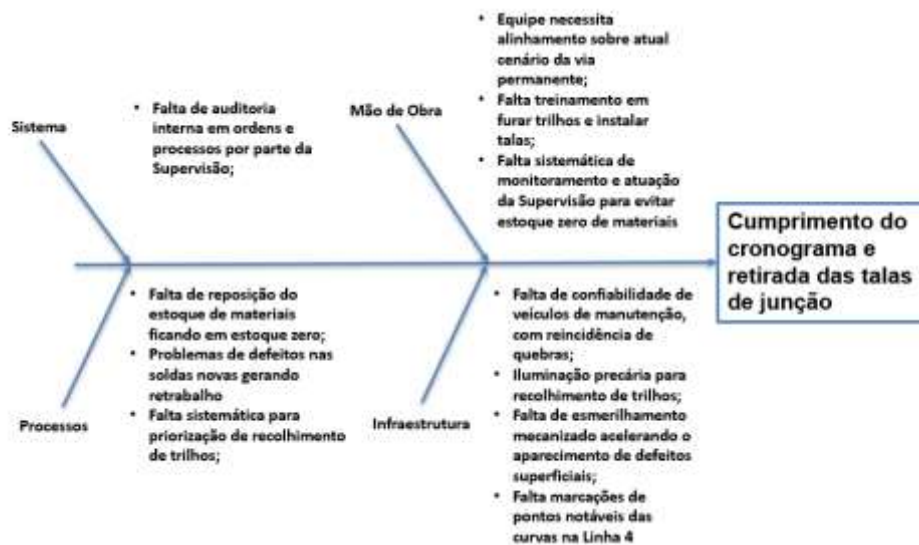 Sistema
• Falta de auditoria
interna em ordens e
processos por parte da
Supervisão;
Mão de Obra
• Equipe necessita
alinhamento sobre atual
cenário da via
permanente;
• Falta treinamento em
furar trilhos e instalar
talas;
• Falta sistemática de
monitoramento e atuação
da Supervisão para evitar
estoque zero de materiais
Cumprimento do
cronograma e
retirada das talas
de junção
Processos
• Falta de reposição do
estoque de materiais
ficando em estoque zero;
• Problemas de defeitos nas
soldas novas gerando
retrabalho
• Falta sistemática para
priorização de recolhimento
de trilhos;
Infraestrutura
• Falta de confiabilidade de
veículos de manutenção,
com reincidência de
quebras;
• Iluminação precária para
recolhimento de trilhos;
• Falta de esmerilhamento
mecanizado acelerando o
aparecimento de defeitos
superficiais;
• Falta marcações de
pontos notáveis das
curvas na Linha 4